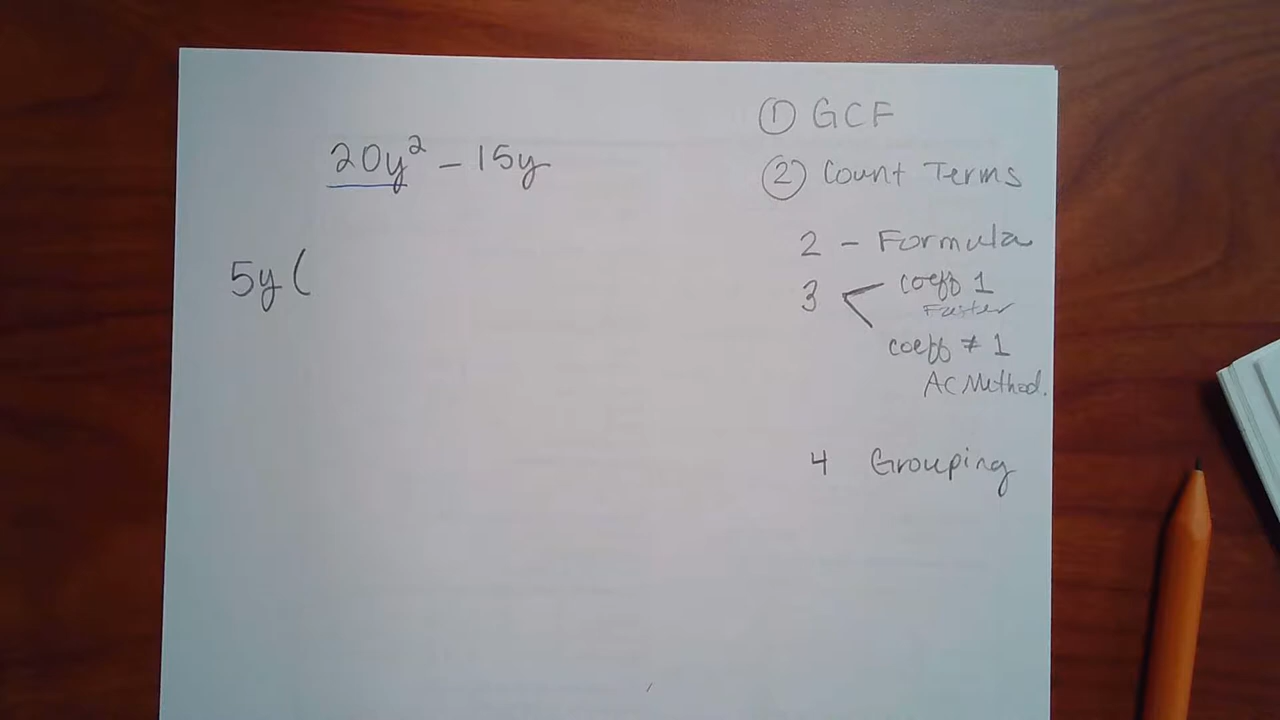 20y² - 15y
5y (
① GCF
② Count Terms
2 - Formula
3 < coeff 1
Faster
coeff ≠ 1
AC Method.
4 Grouping